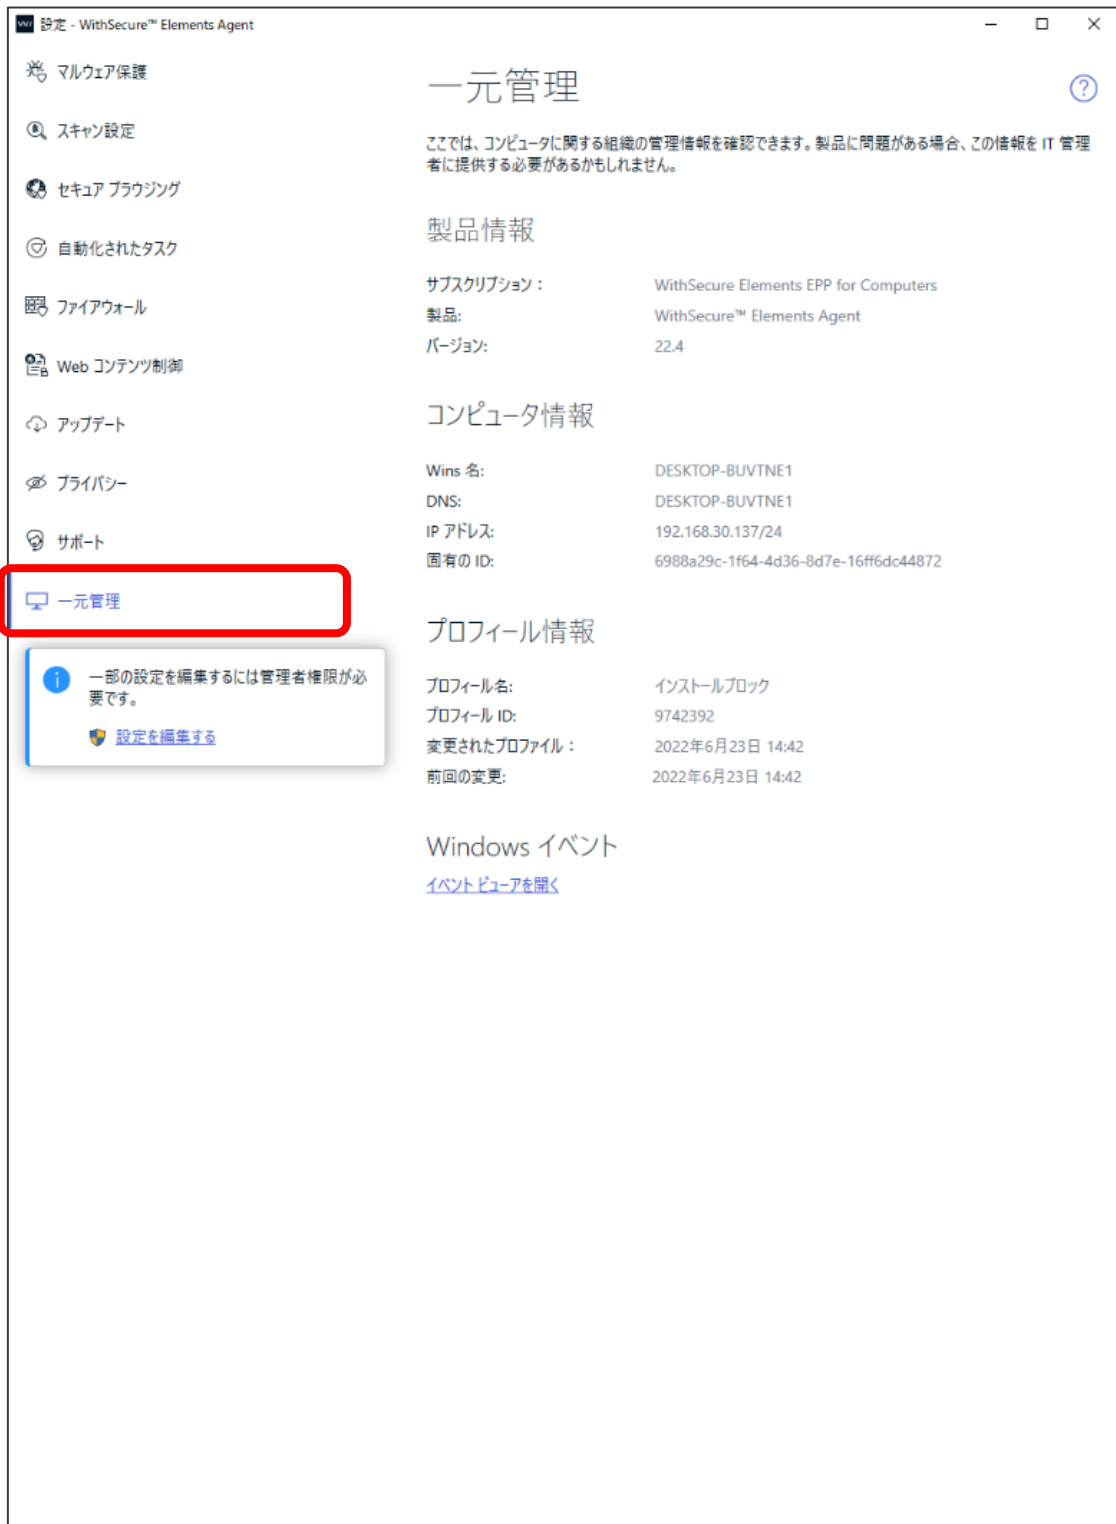 設定 - WithSecure™ Elements Agent
マルウェア保護
スキャン設定
セキュア ブラウジング
自動化されたタスク
ファイアウォール
Web コンテンツ制御
アップデート
プライバシー
サポート
一元管理
一部の設定を編集するには管理者権限が必
要です。
設定を編集する
一元管理
ここでは、コンピュータに関する組織の管理情報を確認できます。製品に問題がある場合、この情報を IT 管理
者に提供する必要があるかもしれません。
製品情報
サブスクリプション： WithSecure Elements EPP for Computers
製品: WithSecure™ Elements Agent
バージョン: 22.4
コンピュータ情報
Wins 名: DESKTOP-BUVTNE1
DNS: DESKTOP-BUVTNE1
IP アドレス: 192.168.30.137/24
固有の ID: 6988a29c-1f64-4d36-8d7e-16ff6dc44872
プロフィール情報
プロフィール名: インストールブロック
プロフィール ID: 9742392
変更されたプロファイル： 2022年6月23日 14:42
前回の変更: 2022年6月23日 14:42
Windows イベント
イベント ビューアを開く